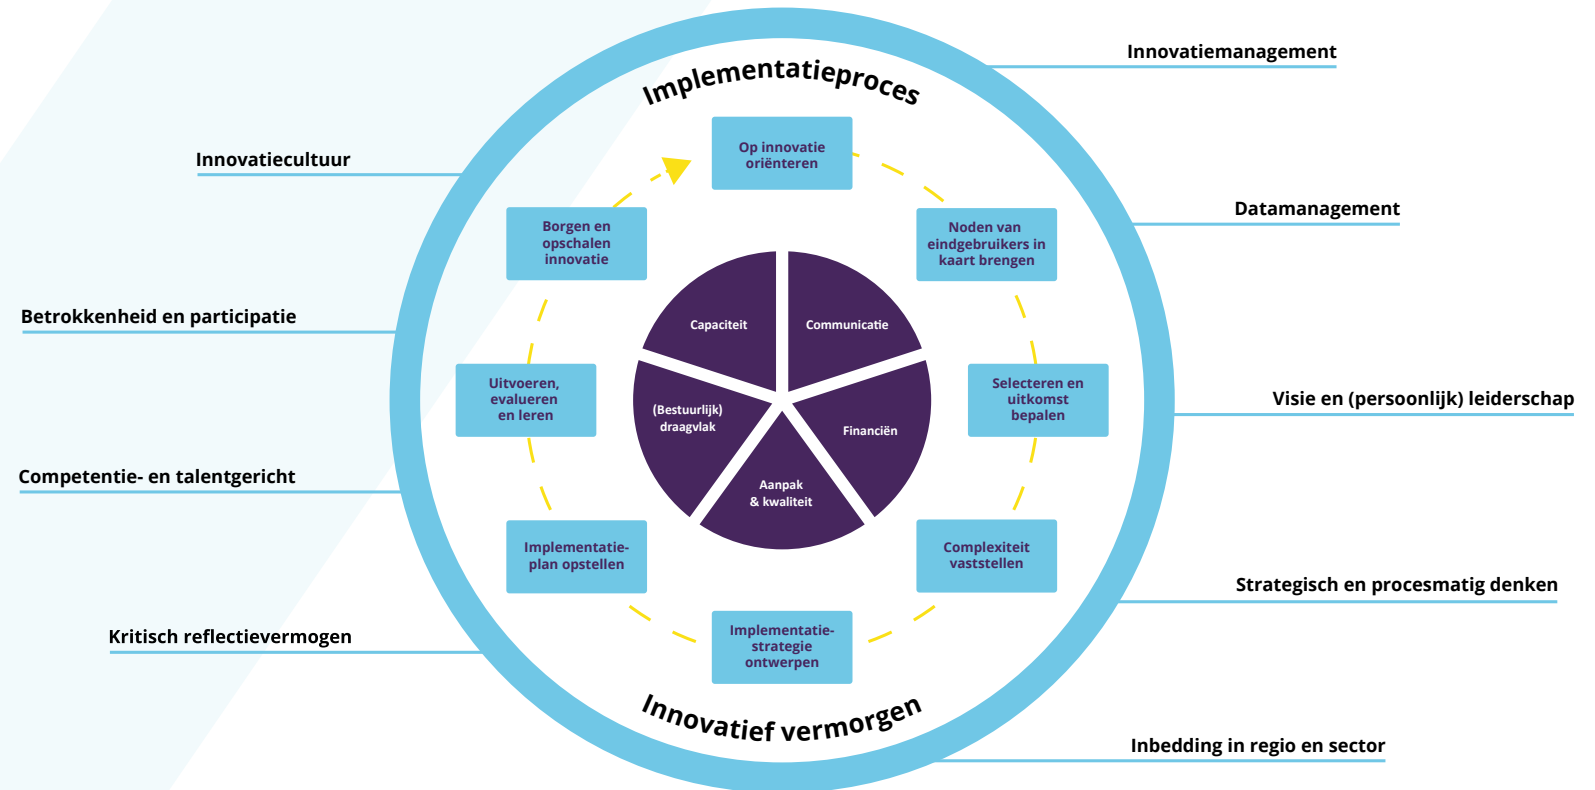 Implementatieproces
Op innovatie
oriënteren
Noden van
eindgebruikers in
kaart brengen
Selecteren en
uitkomst
bepalen
Complexiteit
vaststellen
Implementatie-
strategie
ontwerpen
Implementatie-
plan opstellen
Uitvoeren,
evalueren
en leren
Borgen en
opschalen
innovatie
Capaciteit
Communicatie
Financiën
Aanpak
& kwaliteit
(Bestuurlijk)
draagvlak
Innovatief vermorgen
Innovatiemanagement
Datamanagement
Visie en (persoonlijk) leiderschap
Strategisch en procesmatig denken
Inbedding in regio en sector
Innovatiecultuur
Betrokkenheid en participatie
Competentie- en talentgericht
Kritisch reflectievermogen